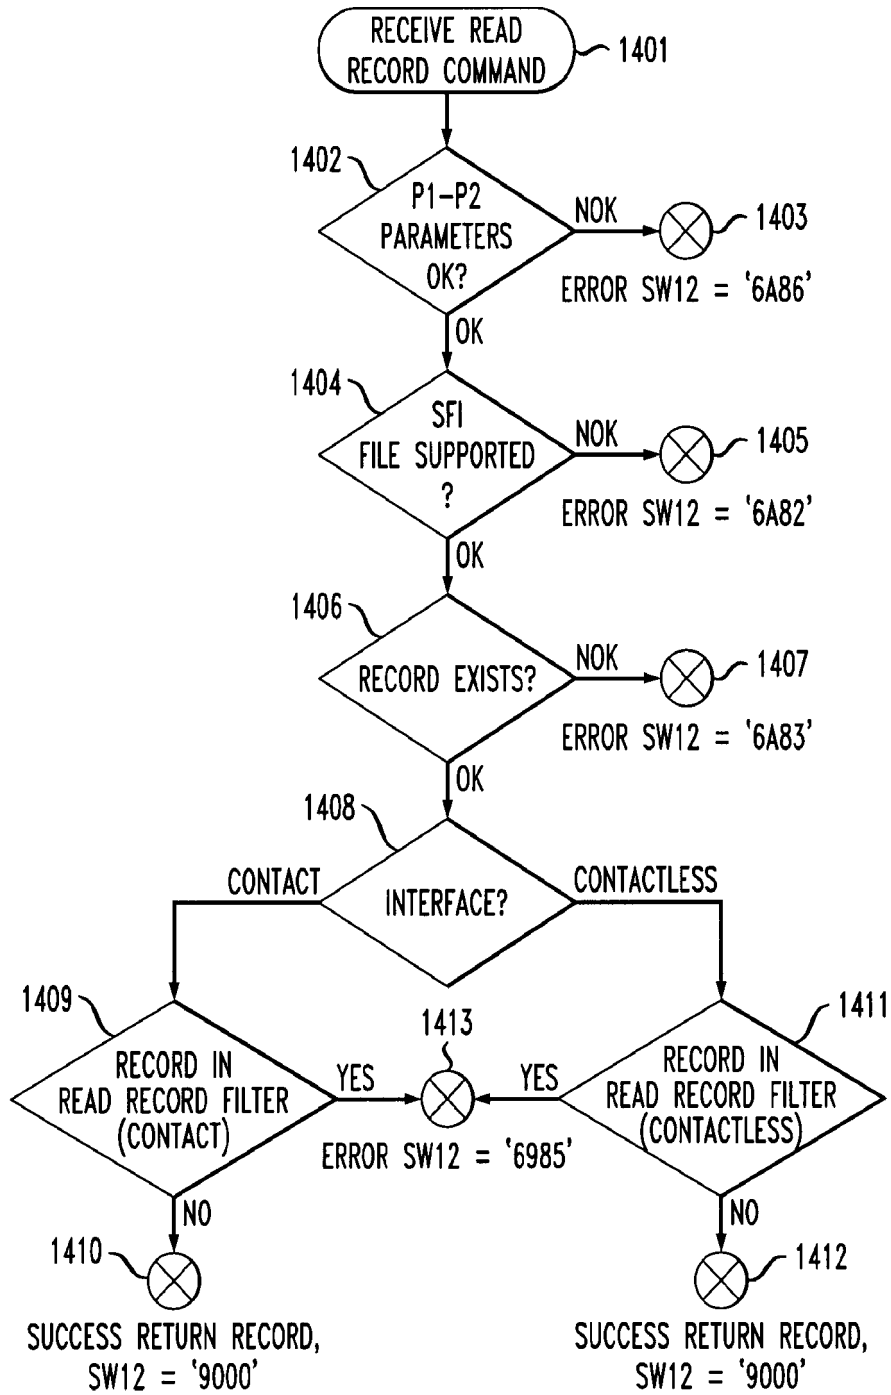 RECEIVE READ
RECORD COMMAND
1401
1402
P1-P2
PARAMETERS
OK?
NOK
1403
ERROR SW12 = '6A86'
OK
1404
SFI
FILE SUPPORTED
?
NOK
1405
ERROR SW12 = '6A82'
OK
1406
RECORD EXISTS?
NOK
1407
ERROR SW12 = '6A83'
OK
1408
INTERFACE?
CONTACT
CONTACTLESS
1409
RECORD IN
READ RECORD FILTER
(CONTACT)
YES
1413
ERROR SW12 = '6985'
YES
1411
RECORD IN
READ RECORD FILTER
(CONTACTLESS)
NO
1410
SUCCESS RETURN RECORD,
SW12 = '9000'
NO
1412
SUCCESS RETURN RECORD,
SW12 = '9000'